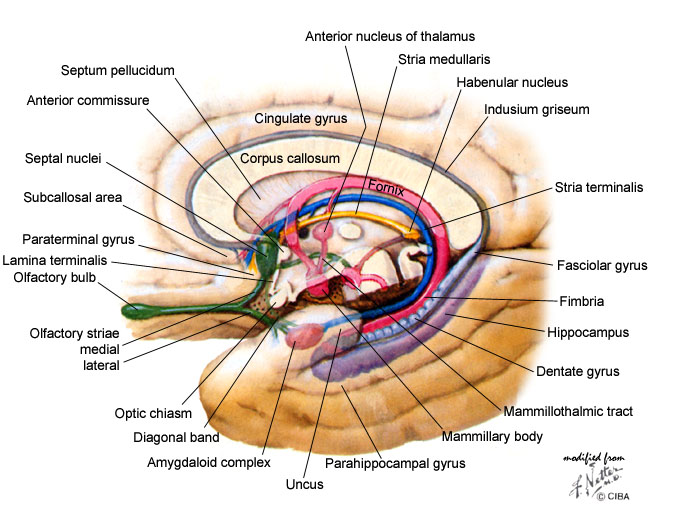 Anterior nucleus of thalamus
Stria medullaris
Septum pellucidum
Habenular nucleus
Anterior commissure
Indusium griseum
Cingulate gyrus
Corpus callosum
Septal nuclei
Fornix
Stria terminalis
Subcallosal area
Paraterminal gyrus
Lamina terminalis
Fasciolar gyrus
Olfactory bulb
Fimbria
Olfactory striae
medial
lateral
Hippocampus
Dentate gyrus
Optic chiasm
Mammillothalmic tract
Diagonal band
Mammillary body
Amygdaloid complex
Parahippocampal gyrus
Uncus
modified from
F. Netter M.D.
© CIBA